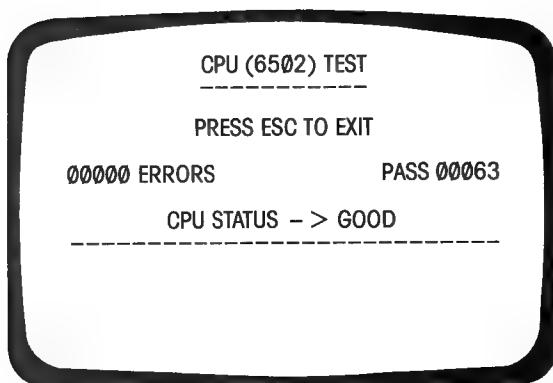 CPU (65Ø2) TEST
PRESS ESC TO EXIT
ØØØØØ ERRORS PASS ØØØ63
CPU STATUS – > GOOD